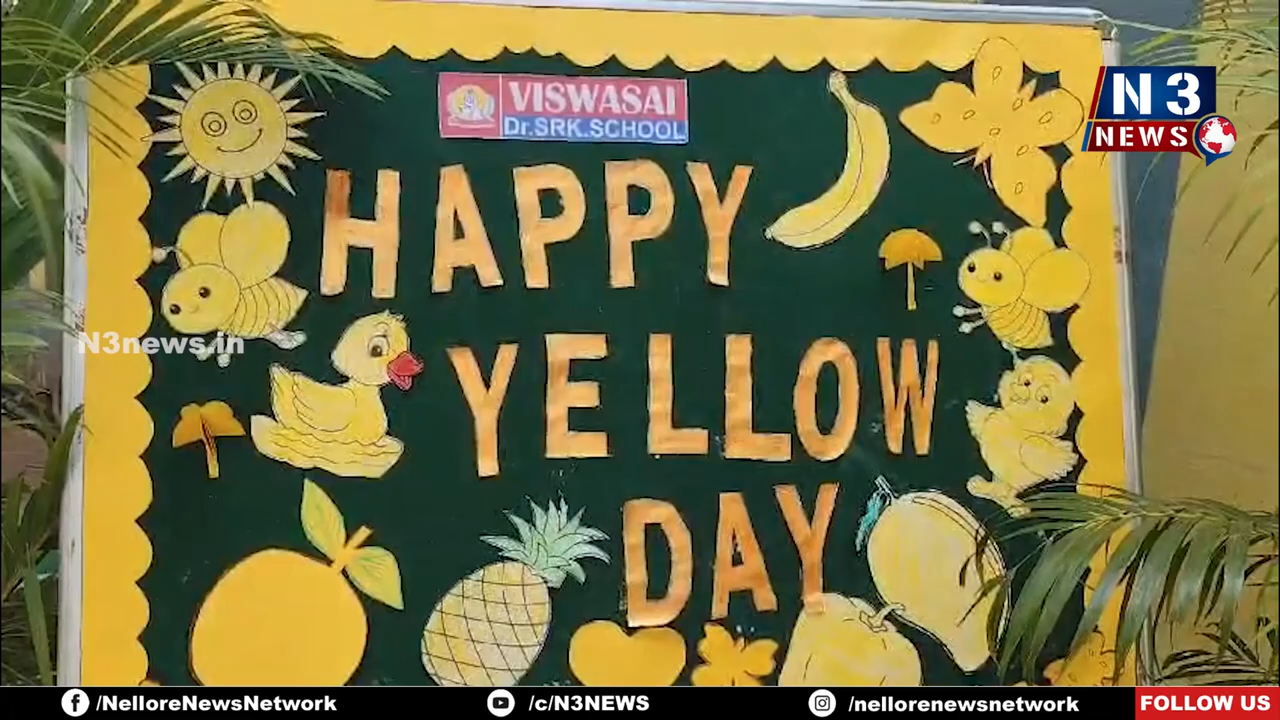 VISWASAI
Dr.SRK.SCHOOL
N3
NEWS
HAPPY
N3news.in
YELLOW
DAY
/NelloreNewsNetwork
/c/N3NEWS
/nellorenewsnetwork
FOLLOW US